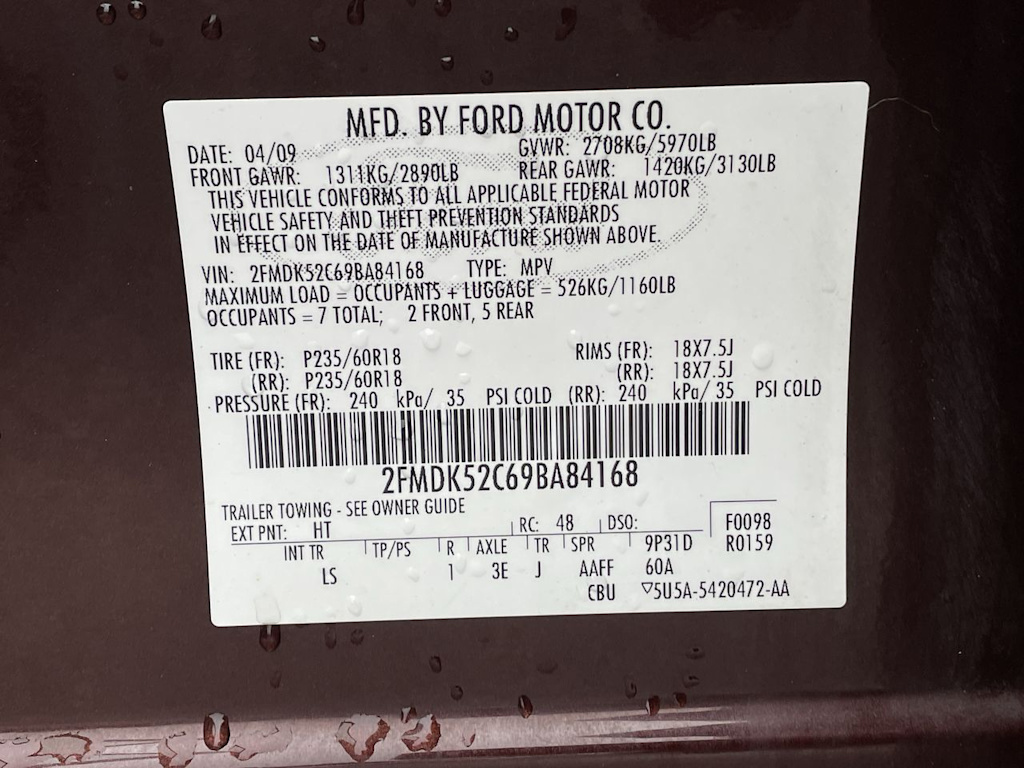 MFD. BY FORD MOTOR CO.
DATE: 04/09 GVWR: 2708KG/5970LB
FRONT GAWR: 1311KG/2890LB REAR GAWR: 1420KG/3130LB
THIS VEHICLE CONFORMS TO ALL APPLICABLE FEDERAL MOTOR
VEHICLE SAFETY AND THEFT PREVENTION STANDARDS
IN EFFECT ON THE DATE OF MANUFACTURE SHOWN ABOVE.
VIN: 2FMDK52C69BA84168 TYPE: MPV
MAXIMUM LOAD = OCCUPANTS + LUGGAGE = 526KG/1160LB
OCCUPANTS = 7 TOTAL; 2 FRONT, 5 REAR
TIRE (FR): P235/60R18 RIMS (FR): 18X7.5J
(RR): P235/60R18 (RR): 18X7.5J
PRESSURE (FR): 240 kPa/ 35 PSI COLD (RR): 240 kPa/ 35 PSI COLD
2FMDK52C69BA84168
TRAILER TOWING - SEE OWNER GUIDE
EXT PNT: HT RC: 48 DSO: F0098
INT TR TP/PS R AXLE TR SPR 9P31D R0159
LS 1 3E J AAFF 60A
CBU ▽5U5A-5420472-AA